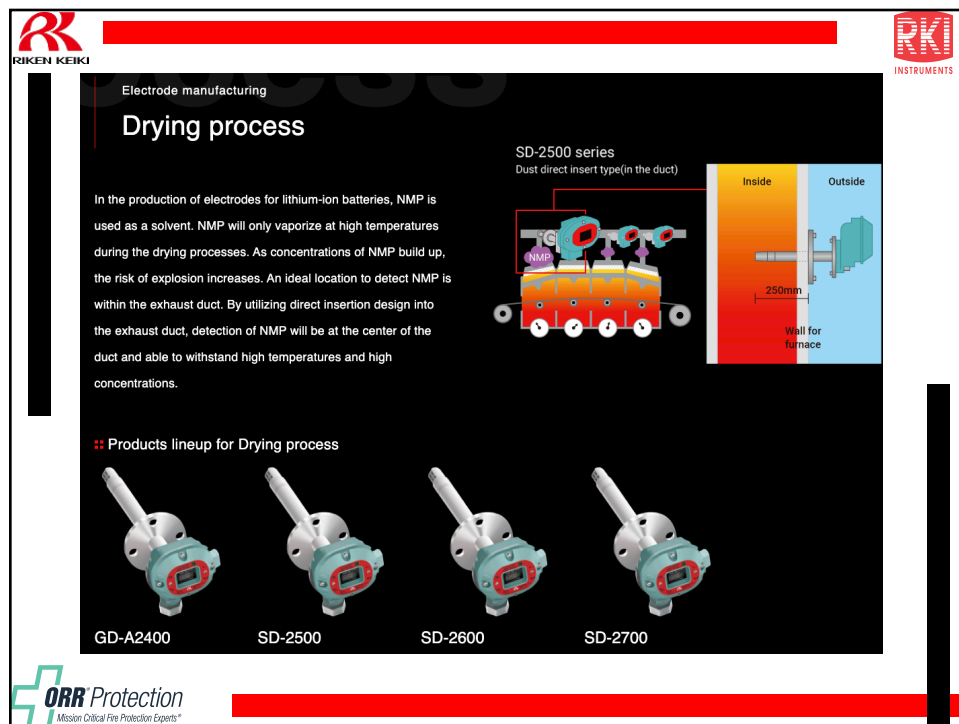 RIKEN KEIKI
RKI
INSTRUMENTS
ocess
Electrode manufacturing
Drying process
In the production of electrodes for lithium-ion batteries, NMP is
used as a solvent. NMP will only vaporize at high temperatures
during the drying processes. As concentrations of NMP build up,
the risk of explosion increases. An ideal location to detect NMP is
within the exhaust duct. By utilizing direct insertion design into
the exhaust duct, detection of NMP will be at the center of the
duct and able to withstand high temperatures and high
concentrations.
SD-2500 series
Dust direct insert type(in the duct)
NMP
Inside
Outside
250mm
Wall for
furnace
Products lineup for Drying process
GD-A2400
SD-2500
SD-2600
SD-2700
ORR® Protection
Mission Critical Fire Protection Experts®